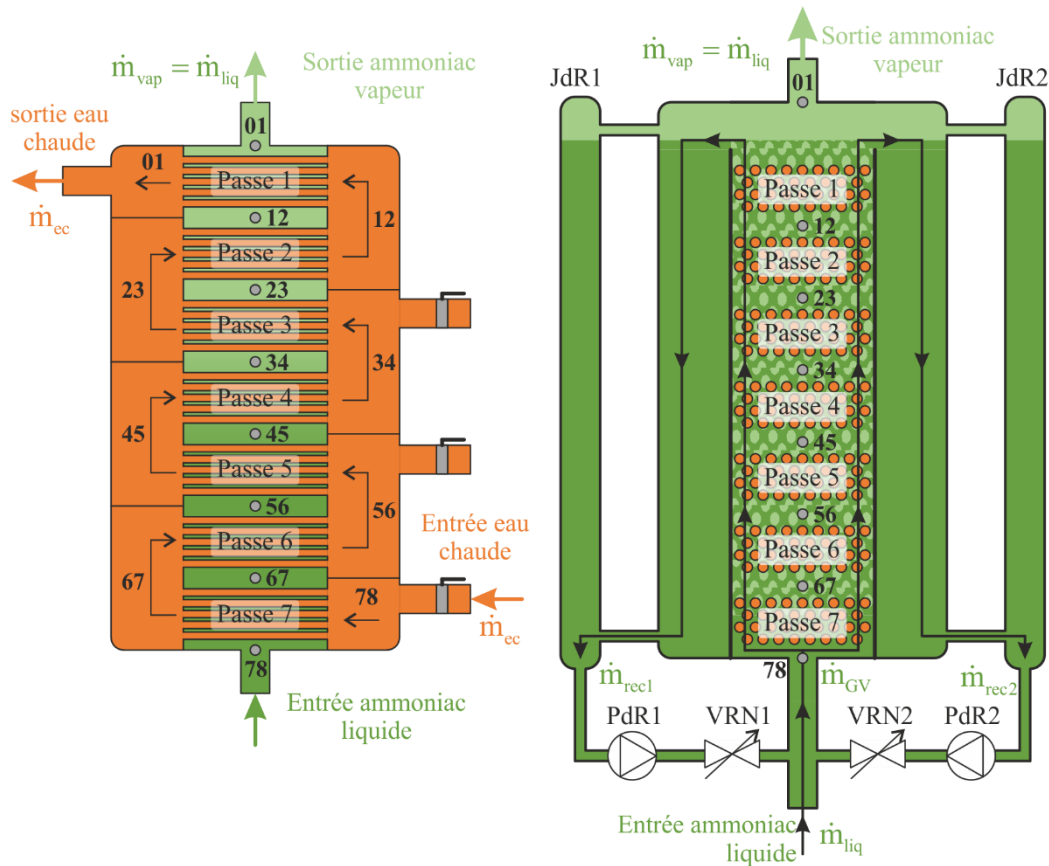 ṁvap = ṁliq
Sortie ammoniac
vapeur
sortie eau
chaude
01
01
Passe 1
ṁec
12
12
Passe 2
23
23
Passe 3
34
34
Passe 4
45
45
Passe 5
56
56
Entrée eau
chaude
Passe 6
67
67
78
Passe 7
ṁec
78
Entrée ammoniac
liquide
Sortie ammoniac
vapeur
ṁvap = ṁliq
JdR1
01
JdR2
Passe 1
12
Passe 2
23
Passe 3
34
Passe 4
45
Passe 5
56
Passe 6
67
Passe 7
78
ṁrec1
ṁGV
ṁrec2
PdR1
VRN1
VRN2
PdR2
Entrée ammoniac
liquide
ṁliq